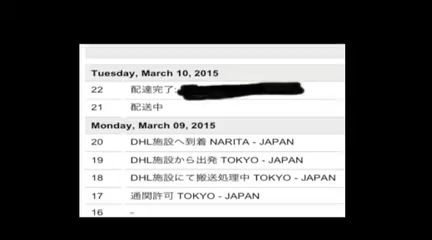 Tuesday, March 10, 2015
22 配達完了:
21 配送中
Monday, March 09, 2015
20 DHL施設へ到着 NARITA - JAPAN
19 DHL施設から出発 TOKYO - JAPAN
18 DHL施設にて搬送処理中 TOKYO - JAPAN
17 通関許可 TOKYO - JAPAN
16 -